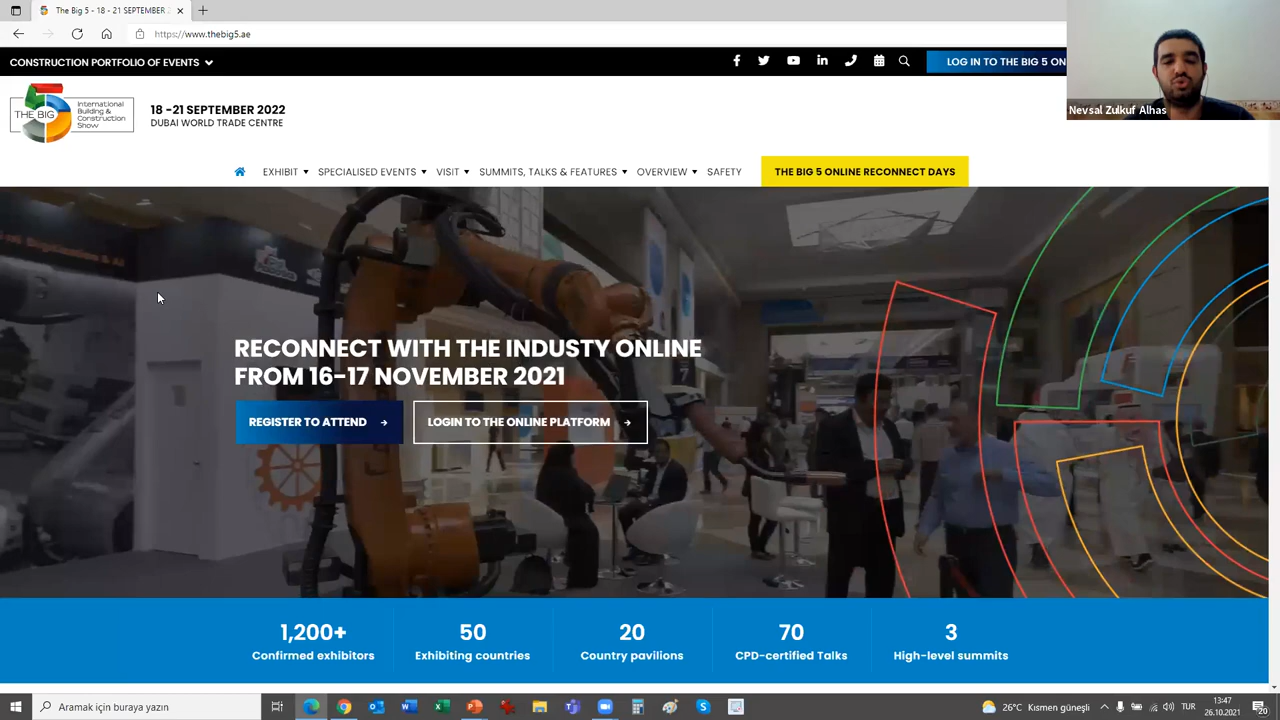 The Big 5 - 18 - 21 SEPTEMBER 2
https://www.thebig5.ae
CONSTRUCTION PORTFOLIO OF EVENTS
LOG IN TO THE BIG 5 ON
Nevsal Zulkuf Alhas
THE BIG 5
International
Building &
Construction
Show
18 -21 SEPTEMBER 2022
DUBAI WORLD TRADE CENTRE
EXHIBIT
SPECIALISED EVENTS
VISIT
SUMMITS, TALKS & FEATURES
OVERVIEW
SAFETY
THE BIG 5 ONLINE RECONNECT DAYS
RECONNECT WITH THE INDUSTY ONLINE
FROM 16-17 NOVEMBER 2021
REGISTER TO ATTEND
LOGIN TO THE ONLINE PLATFORM
1,200+
Confirmed exhibitors
50
Exhibiting countries
20
Country pavilions
70
CPD-certified Talks
3
High-level summits
Aramak için buraya yazın
26°C Kısmen güneşli
TUR
13:47
26.10.2021
20